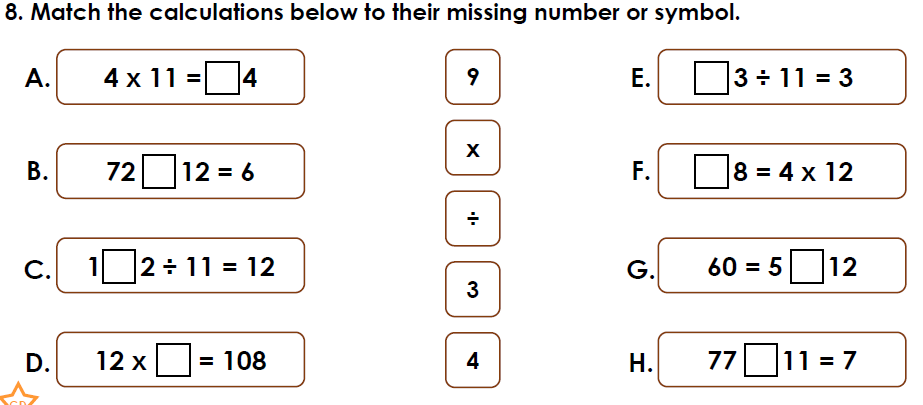 8. Match the calculations below to their missing number or symbol.
A. 4 x 11 = □4
9
E. □3 ÷ 11 = 3
B. 72 □ 12 = 6
x
F. □8 = 4 x 12
÷
C. 1□2 ÷ 11 = 12
3
G. 60 = 5 □ 12
D. 12 x □ = 108
4
H. 77 □ 11 = 7